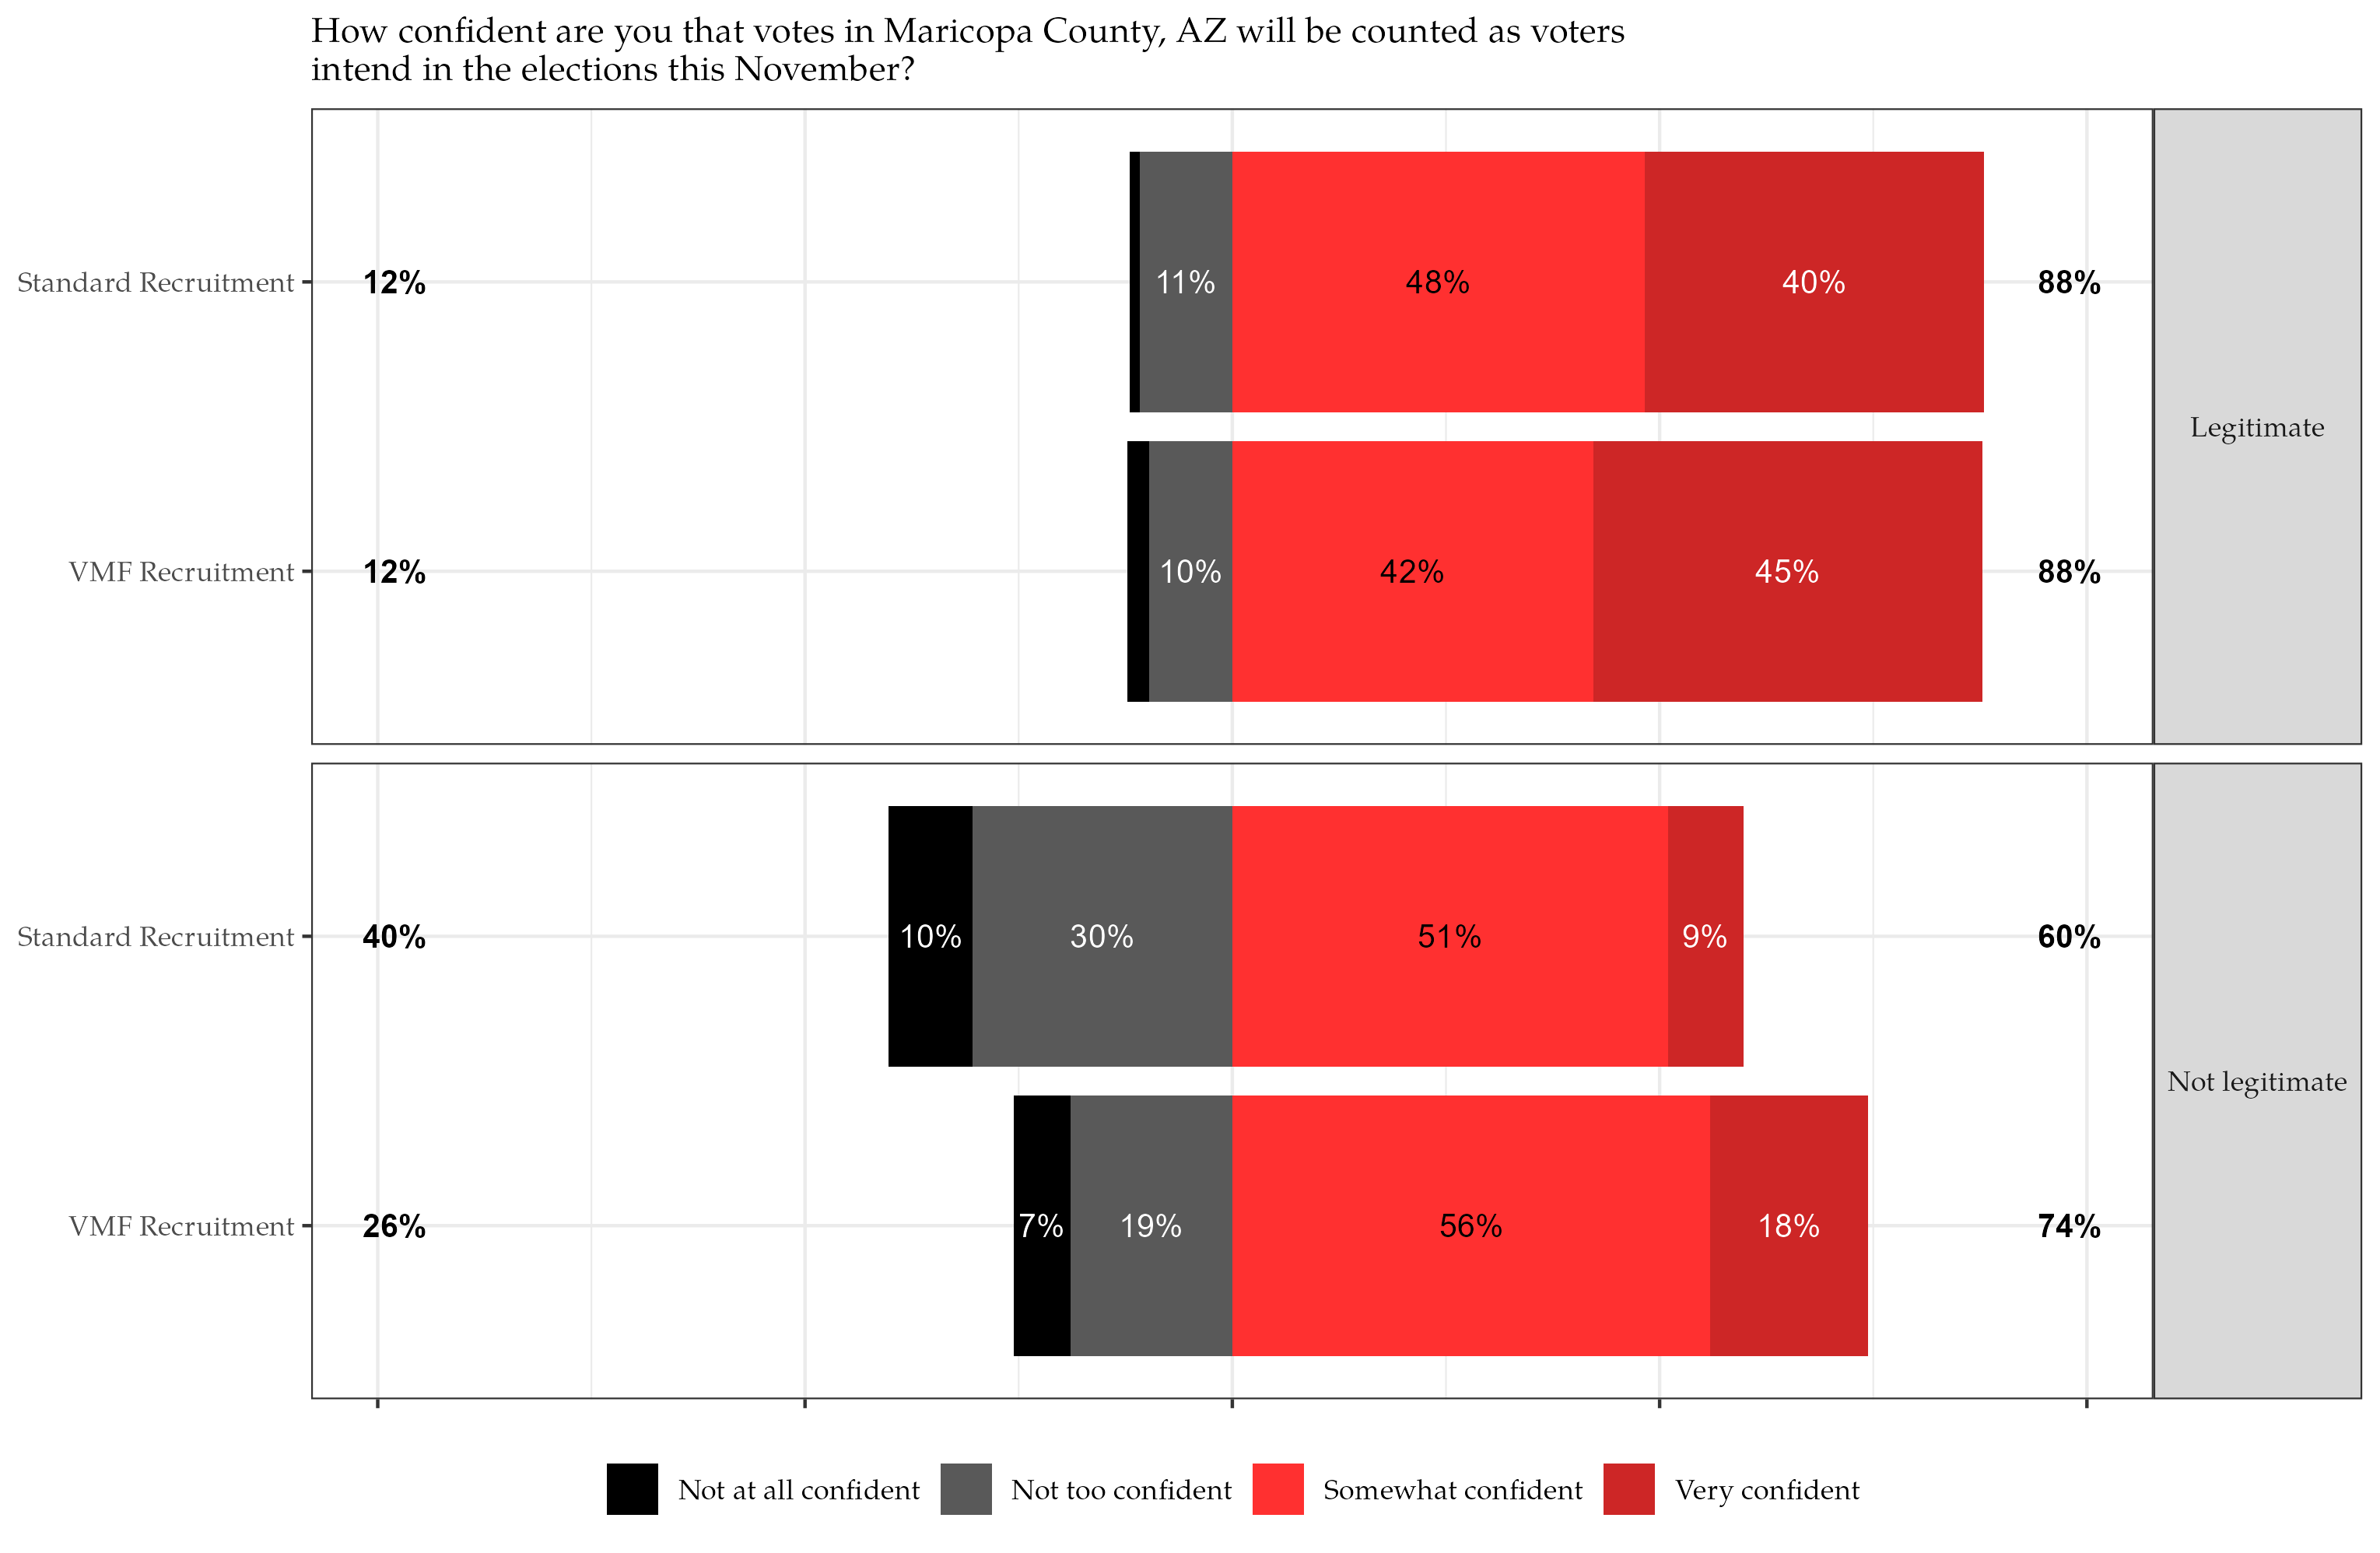 How confident are you that votes in Maricopa County, AZ will be counted as voters
intend in the elections this November?
Standard Recruitment
12%
11%
48%
40%
88%
VMF Recruitment
12%
10%
42%
45%
88%
Legitimate
Standard Recruitment
40%
10%
30%
51%
9%
60%
VMF Recruitment
26%
7%
19%
56%
18%
74%
Not legitimate
Not at all confident
Not too confident
Somewhat confident
Very confident